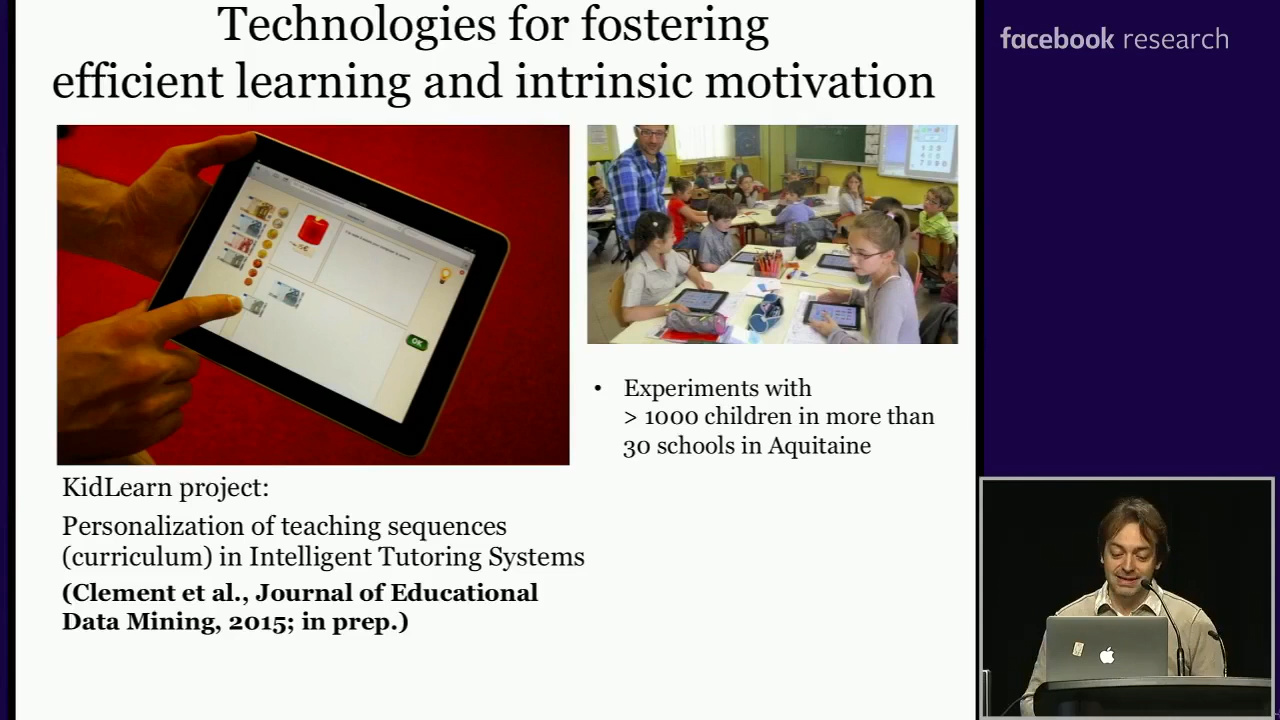 Technologies for fostering
efficient learning and intrinsic motivation
facebook research
OK
• Experiments with
> 1000 children in more than
30 schools in Aquitaine
KidLearn project:
Personalization of teaching sequences
(curriculum) in Intelligent Tutoring Systems
(Clement et al., Journal of Educational
Data Mining, 2015; in prep.)